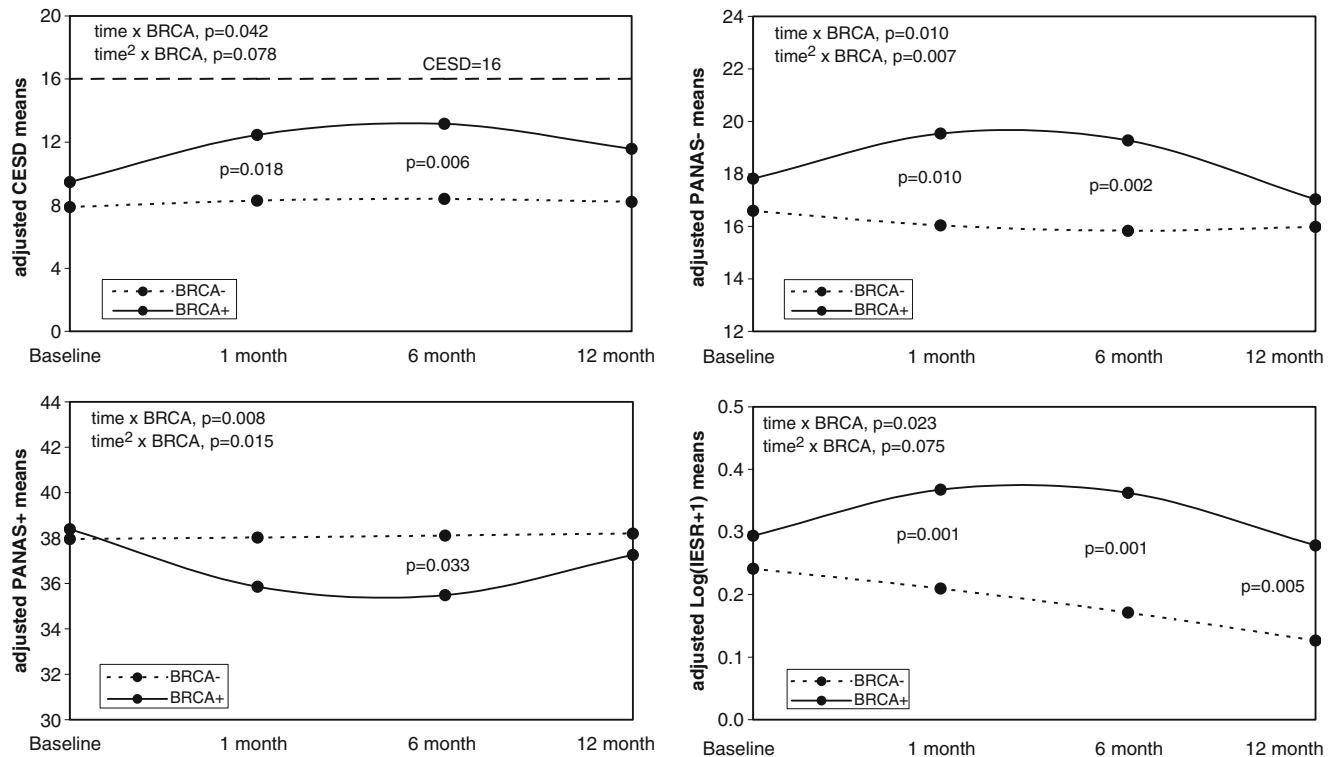 adjusted CESD means
20
16
12
8
4
0
time x BRCA, p=0.042
time² x BRCA, p=0.078
CESD=16
p=0.018
p=0.006
BRCA-
BRCA+
Baseline
1 month
6 month
12 month
adjusted PANAS- means
24
22
20
18
16
14
12
time x BRCA, p=0.010
time² x BRCA, p=0.007
p=0.010
p=0.002
BRCA-
BRCA+
Baseline
1 month
6 month
12 month
adjusted PANAS+ means
44
42
40
38
36
34
32
30
time x BRCA, p=0.008
time² x BRCA, p=0.015
p=0.033
BRCA-
BRCA+
Baseline
1 month
6 month
12 month
adjusted Log(IESR+1) means
0.5
0.4
0.3
0.2
0.1
0.0
time x BRCA, p=0.023
time² x BRCA, p=0.075
p=0.001
p=0.001
p=0.005
BRCA-
BRCA+
Baseline
1 month
6 month
12 month